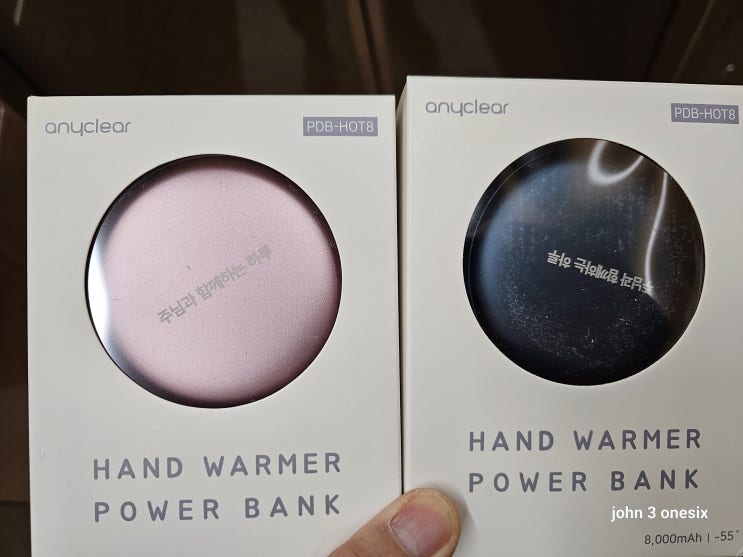 anyclear
PDB-HOT8
주님과 함께하는 하루
HAND WARMER
POWER BANK
anyclear
PDB-HOT8
주님과 함께하는 하루
HAND WARMER
POWER BANK
john 3 onesix
8,000mAh | ~55°